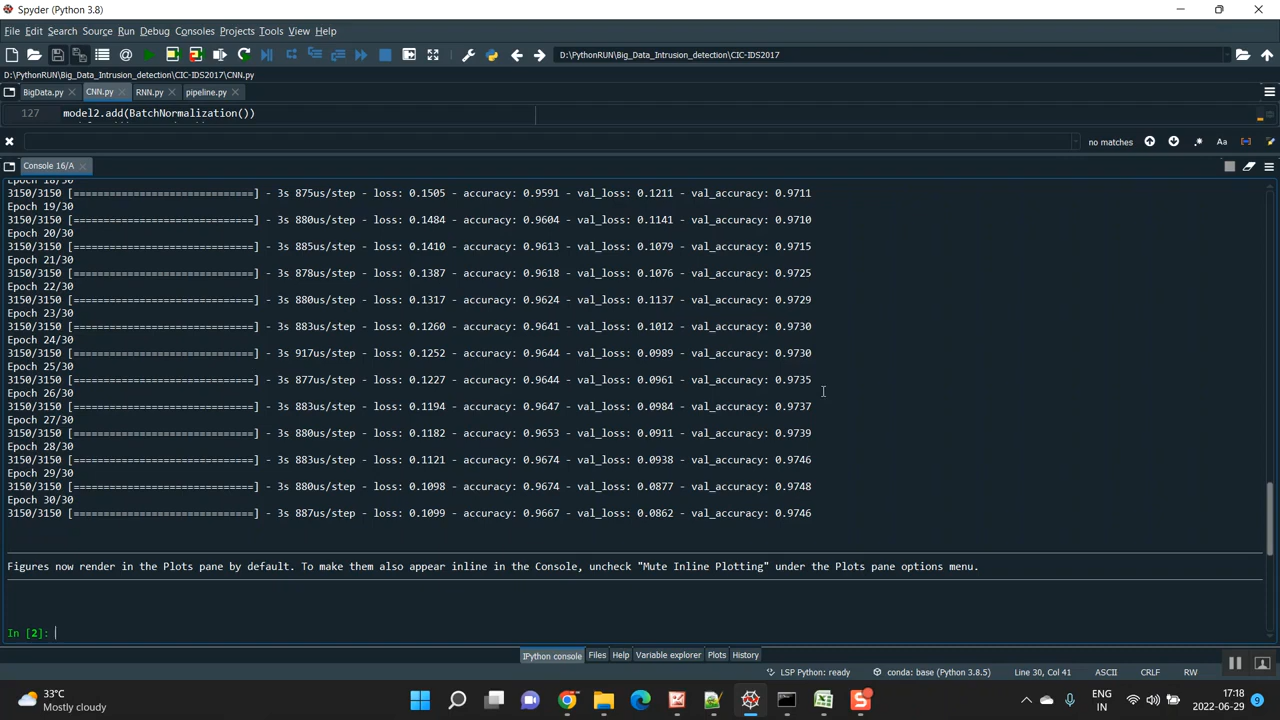 Spyder (Python 3.8)
File Edit Search Source Run Debug Consoles Projects Tools View Help
D:\PythonRUN\Big_Data_Intrusion_detection\CIC-IDS2017
D:\PythonRUN\Big_Data_Intrusion_detection\CIC-IDS2017\CNN.py
BigData.py CNN.py RNN.py pipeline.py
127 model2.add(BatchNormalization())
no matches Aa
Console 16/A
Epoch 18/30
3150/3150 [==============================] - 3s 875us/step - loss: 0.1505 - accuracy: 0.9591 - val_loss: 0.1211 - val_accuracy: 0.9711
Epoch 19/30
3150/3150 [==============================] - 3s 880us/step - loss: 0.1484 - accuracy: 0.9604 - val_loss: 0.1141 - val_accuracy: 0.9710
Epoch 20/30
3150/3150 [==============================] - 3s 885us/step - loss: 0.1410 - accuracy: 0.9613 - val_loss: 0.1079 - val_accuracy: 0.9715
Epoch 21/30
3150/3150 [==============================] - 3s 878us/step - loss: 0.1387 - accuracy: 0.9618 - val_loss: 0.1076 - val_accuracy: 0.9725
Epoch 22/30
3150/3150 [==============================] - 3s 880us/step - loss: 0.1317 - accuracy: 0.9624 - val_loss: 0.1137 - val_accuracy: 0.9729
Epoch 23/30
3150/3150 [==============================] - 3s 883us/step - loss: 0.1260 - accuracy: 0.9641 - val_loss: 0.1012 - val_accuracy: 0.9730
Epoch 24/30
3150/3150 [==============================] - 3s 917us/step - loss: 0.1252 - accuracy: 0.9644 - val_loss: 0.0989 - val_accuracy: 0.9730
Epoch 25/30
3150/3150 [==============================] - 3s 877us/step - loss: 0.1227 - accuracy: 0.9644 - val_loss: 0.0961 - val_accuracy: 0.9735
Epoch 26/30
3150/3150 [==============================] - 3s 883us/step - loss: 0.1194 - accuracy: 0.9647 - val_loss: 0.0984 - val_accuracy: 0.9737
Epoch 27/30
3150/3150 [==============================] - 3s 880us/step - loss: 0.1182 - accuracy: 0.9653 - val_loss: 0.0911 - val_accuracy: 0.9739
Epoch 28/30
3150/3150 [==============================] - 3s 883us/step - loss: 0.1121 - accuracy: 0.9674 - val_loss: 0.0938 - val_accuracy: 0.9746
Epoch 29/30
3150/3150 [==============================] - 3s 880us/step - loss: 0.1098 - accuracy: 0.9674 - val_loss: 0.0877 - val_accuracy: 0.9748
Epoch 30/30
3150/3150 [==============================] - 3s 887us/step - loss: 0.1099 - accuracy: 0.9667 - val_loss: 0.0862 - val_accuracy: 0.9746
Figures now render in the Plots pane by default. To make them also appear inline in the Console, uncheck "Mute Inline Plotting" under the Plots pane options menu.
In [2]:
IPython console Files Help Variable explorer Plots History
LSP Python: ready conda: base (Python 3.8.5) Line 30, Col 41 ASCII CRLF RW
33°C
Mostly cloudy
ENG
IN
17:18
2022-06-29
9